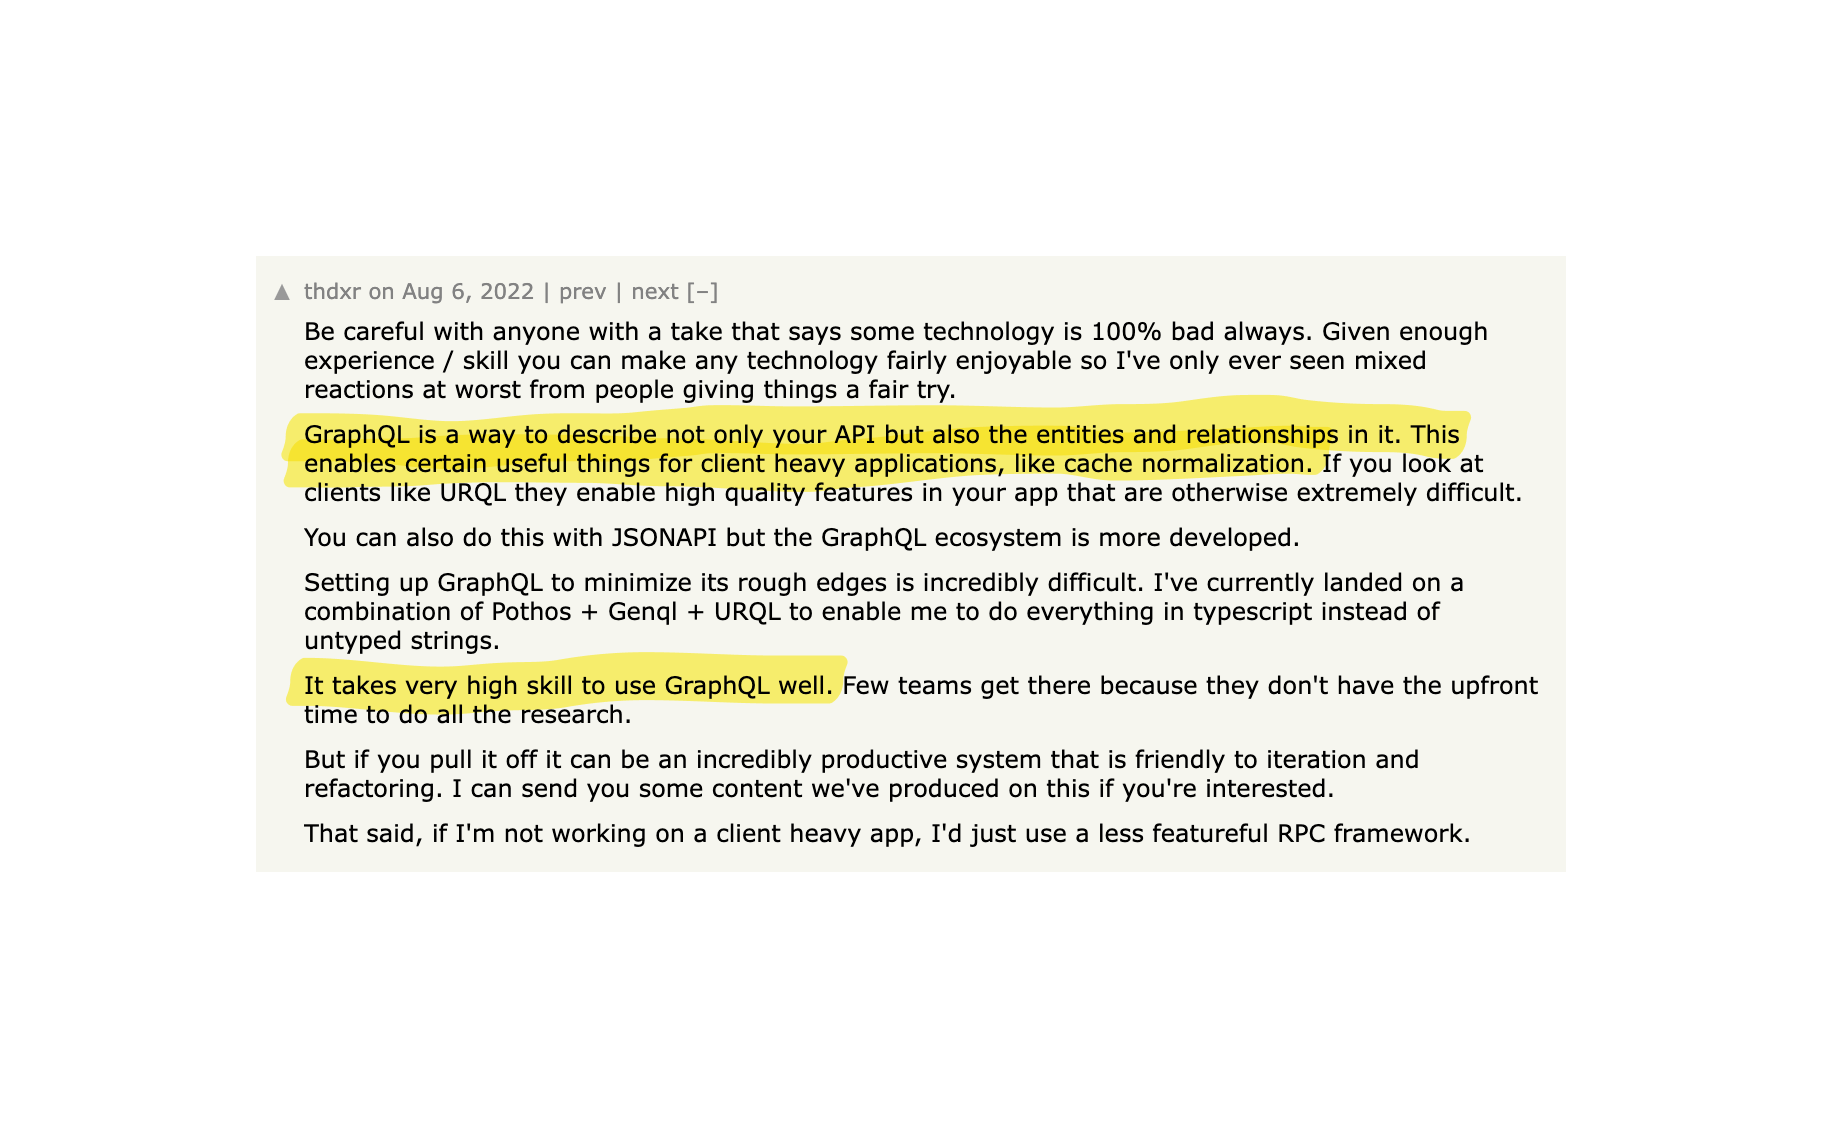 ▲ thdxr on Aug 6, 2022 | prev | next [–]
Be careful with anyone with a take that says some technology is 100% bad always. Given enough
experience / skill you can make any technology fairly enjoyable so I've only ever seen mixed
reactions at worst from people giving things a fair try.
GraphQL is a way to describe not only your API but also the entities and relationships in it. This
enables certain useful things for client heavy applications, like cache normalization. If you look at
clients like URQL they enable high quality features in your app that are otherwise extremely difficult.
You can also do this with JSONAPI but the GraphQL ecosystem is more developed.
Setting up GraphQL to minimize its rough edges is incredibly difficult. I've currently landed on a
combination of Pothos + Genql + URQL to enable me to do everything in typescript instead of
untyped strings.
It takes very high skill to use GraphQL well. Few teams get there because they don't have the upfront
time to do all the research.
But if you pull it off it can be an incredibly productive system that is friendly to iteration and
refactoring. I can send you some content we've produced on this if you're interested.
That said, if I'm not working on a client heavy app, I'd just use a less featureful RPC framework.